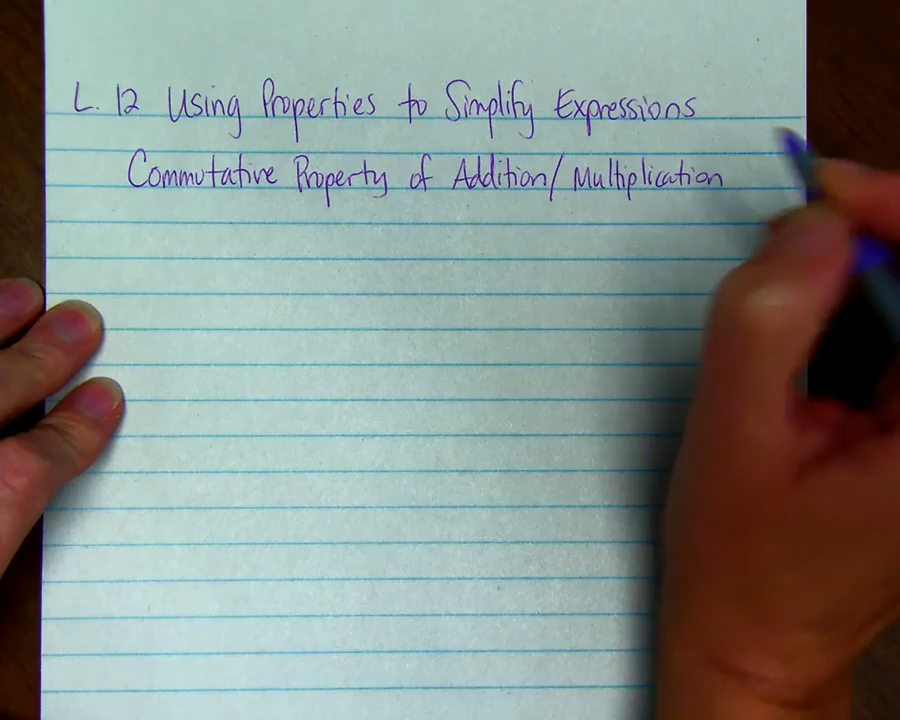 L. 12 Using Properties to Simplify Expressions
Commutative Property of Addition/Multiplication